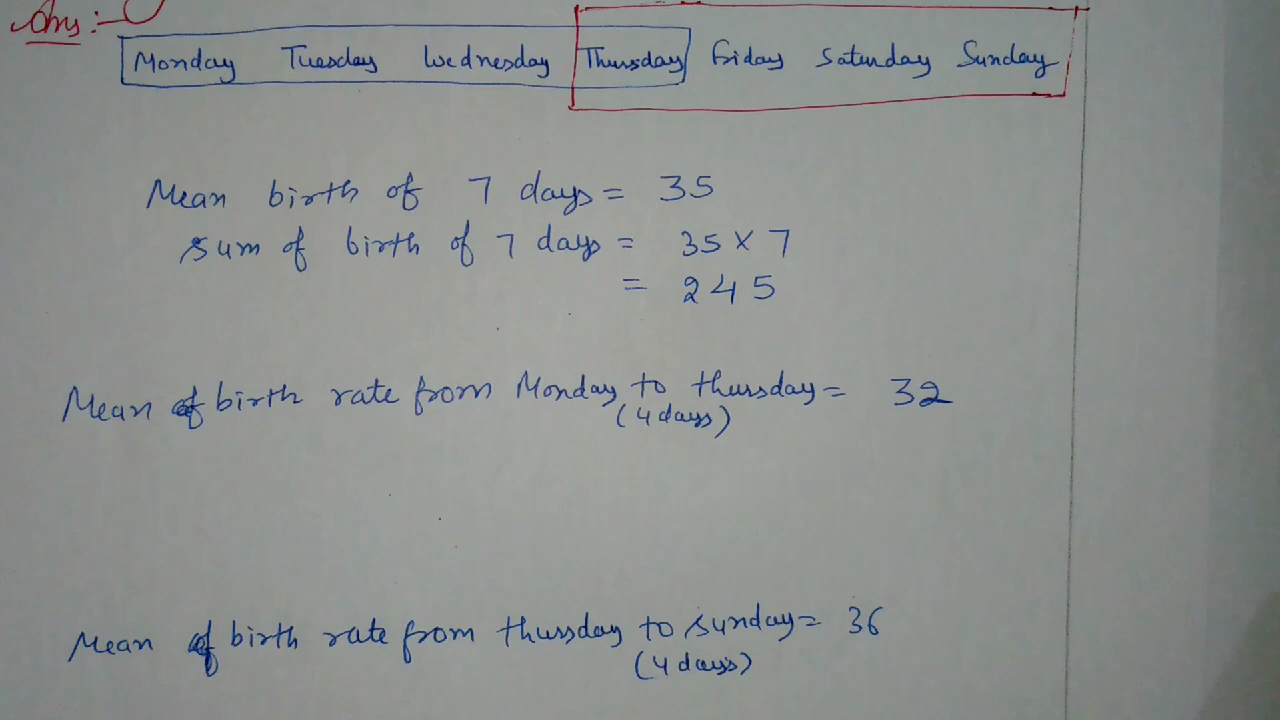 Ans:-
Monday Tuesday Wednesday Thursday Friday Saturday Sunday
Mean birth of 7 days = 35
sum of birth of 7 days = 35 × 7
= 245
Mean of birth rate from Monday to thursday = 32
(4 days)
Mean of birth rate from thursday to sunday = 36
(4 days)